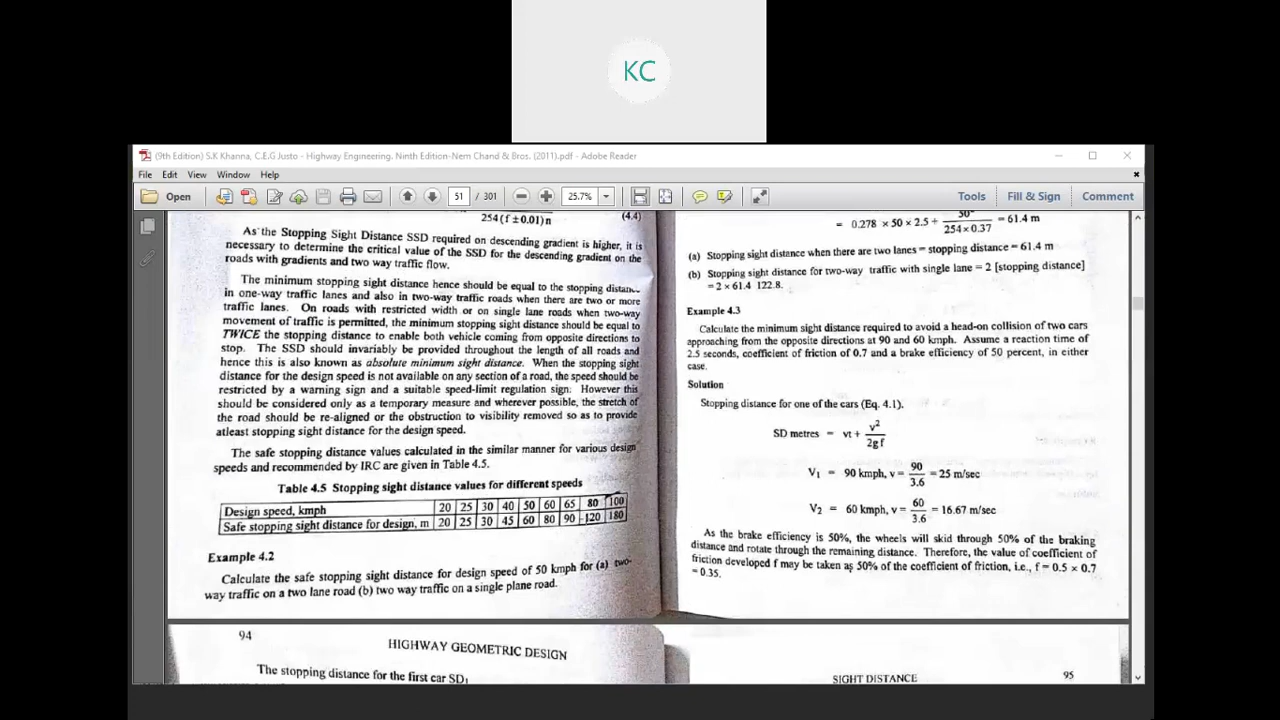 KC
(9th Edition) S.K Khanna, C.E.G Justo - Highway Engineering. Ninth Edition-Nem Chand & Bros. (2011).pdf - Adobe Reader
File Edit View Window Help
Open 51 / 301 25.7% Tools Fill & Sign Comment
254 (f ± 0.01) n (4.4)
As the Stopping Sight Distance SSD required on descending gradient is higher, it is
necessary to determine the critical value of the SSD for the descending gradient on the
roads with gradients and two way traffic flow.
The minimum stopping sight distance hence should be equal to the stopping
in one-way traffic lanes and also in two-way traffic roads when there are two or more
traffic lanes. On roads with restricted width or on single lane roads when two-way
movement of traffic is permitted, the minimum stopping sight distance should be equal to
TWICE the stopping distance to enable both vehicle coming from opposite directions to
stop. The SSD should invariably be provided throughout the length of all roads and
hence this is also known as absolute minimum sight distance. When the stopping sight
distance for the design speed is not available on any section of a road, the speed should be
restricted by a warning sign and a suitable speed-limit regulation sign. However this
should be considered only as a temporary measure and wherever possible, the stretch of
the road should be re-aligned or the obstruction to visibility removed so as to provide
atleast stopping sight distance for the design speed.
The safe stopping distance values calculated in the similar manner for various design
speeds and recommended by IRC are given in Table 4.5.
Table 4.5 Stopping sight distance values for different speeds
Design speed, kmph 20 25 30 40 50 60 65 80 100
Safe stopping sight distance for design, m 20 25 30 45 60 80 90 120 180
Example 4.2
Calculate the safe stopping sight distance for design speed of 50 kmph for (a) two-
way traffic on a two lane road (b) two way traffic on a single plane road.
94 HIGHWAY GEOMETRIC DESIGN
The stopping distance for the first car SD₁
= 0.278 × 50 × 2.5 + 50² / 254 × 0.37 = 61.4 m
(a) Stopping sight distance when there are two lanes = stopping distance = 61.4 m
(b) Stopping sight distance for two-way traffic with single lane = 2 [stopping distance]
= 2 × 61.4 122.8.
Example 4.3
Calculate the minimum sight distance required to avoid a head-on collision of two cars
approaching from the opposite directions at 90 and 60 kmph. Assume a reaction time of
2.5 seconds, coefficient of friction of 0.7 and a brake efficiency of 50 percent, in either
case.
Solution
Stopping distance for one of the cars (Eq. 4.1).
SD metres = vt + v² / 2gf
V₁ = 90 kmph, v = 90 / 3.6 = 25 m/sec
V₂ = 60 kmph, v = 60 / 3.6 = 16.67 m/sec
As the brake efficiency is 50%, the wheels will skid through 50% of the braking
distance and rotate through the remaining distance. Therefore, the value of coefficient of
friction developed f may be taken as 50% of the coefficient of friction, i.e., f = 0.5 × 0.7
= 0.35.
SIGHT DISTANCE 95